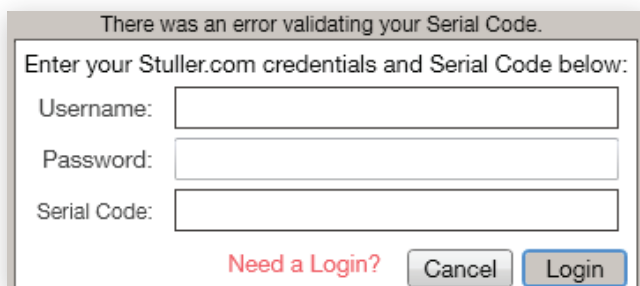 There was an error validating your Serial Code.
Enter your Stuller.com credentials and Serial Code below:
Username:
Password:
Serial Code:
Need a Login? Cancel Login